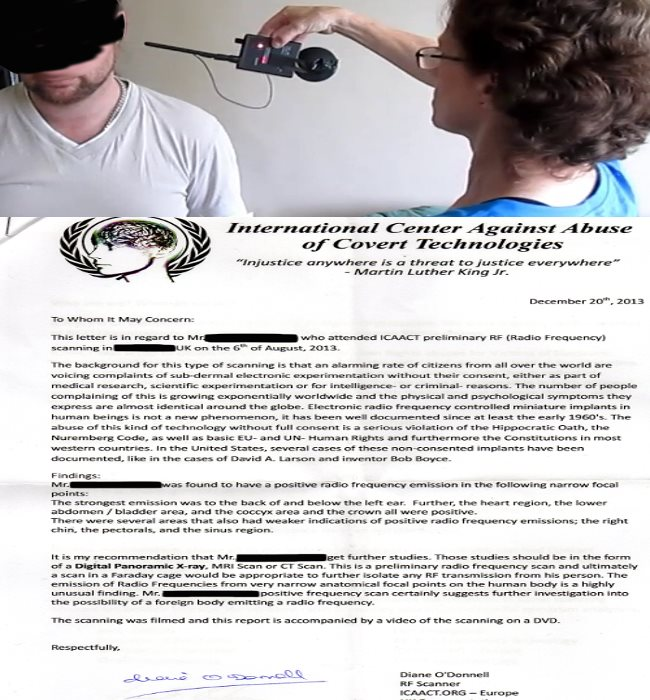 International Center Against Abuse
of Covert Technologies
"Injustice anywhere is a threat to justice everywhere"
- Martin Luther King Jr.
December 20th, 2013
To Whom It May Concern:
This letter is in regard to Mr. who attended ICAACT preliminary RF (Radio Frequency)
scanning in UK on the 6th of August, 2013.
The background for this type of scanning is that an alarming rate of citizens from all over the world are
voicing complaints of sub-dermal electronic experimentation without their consent, either as part of
medical research, scientific experimentation or for intelligence- or criminal- reasons. The number of people
complaining of this is growing exponentially worldwide and the physical and psychological symptoms they
express are almost identical around the globe. Electronic radio frequency controlled miniature implants in
human beings is not a new phenomenon, it has been well documented since at least the early 1960's. The
abuse of this kind of technology without full consent is a serious violation of the Hippocratic Oath, the
Nuremberg Code, as well as basic EU- and UN- Human Rights and furthermore the Constitutions in most
western countries. In the United States, several cases of these non-consented implants have been
documented, like in the cases of David A. Larson and inventor Bob Boyce.
Findings:
Mr. was found to have a positive radio frequency emission in the following narrow focal
points:
The strongest emission was to the back of and below the left ear. Further, the heart region, the lower
abdomen / bladder area, and the coccyx area and the crown all were positive.
There were several areas that also had weaker indications of positive radio frequency emissions; the right
chin, the pectorals, and the sinus region.
It is my recommendation that Mr. get further studies. Those studies should be in the form
of a Digital Panoramic X-ray, MRI Scan or CT Scan. This is a preliminary radio frequency scan and ultimately
a scan in a Faraday cage would be appropriate to further isolate any RF transmission from his person. The
emission of Radio Frequencies from very narrow anatomical focal points on the human body is a highly
unusual finding. Mr. positive frequency scan certainly suggests further investigation into
the possibility of a foreign body emitting a radio frequency.
The scanning was filmed and this report is accompanied by a video of the scanning on a DVD.
Respectfully,
Diane O'Donnell
Diane O'Donnell
RF Scanner
ICAACT.ORG – Europe